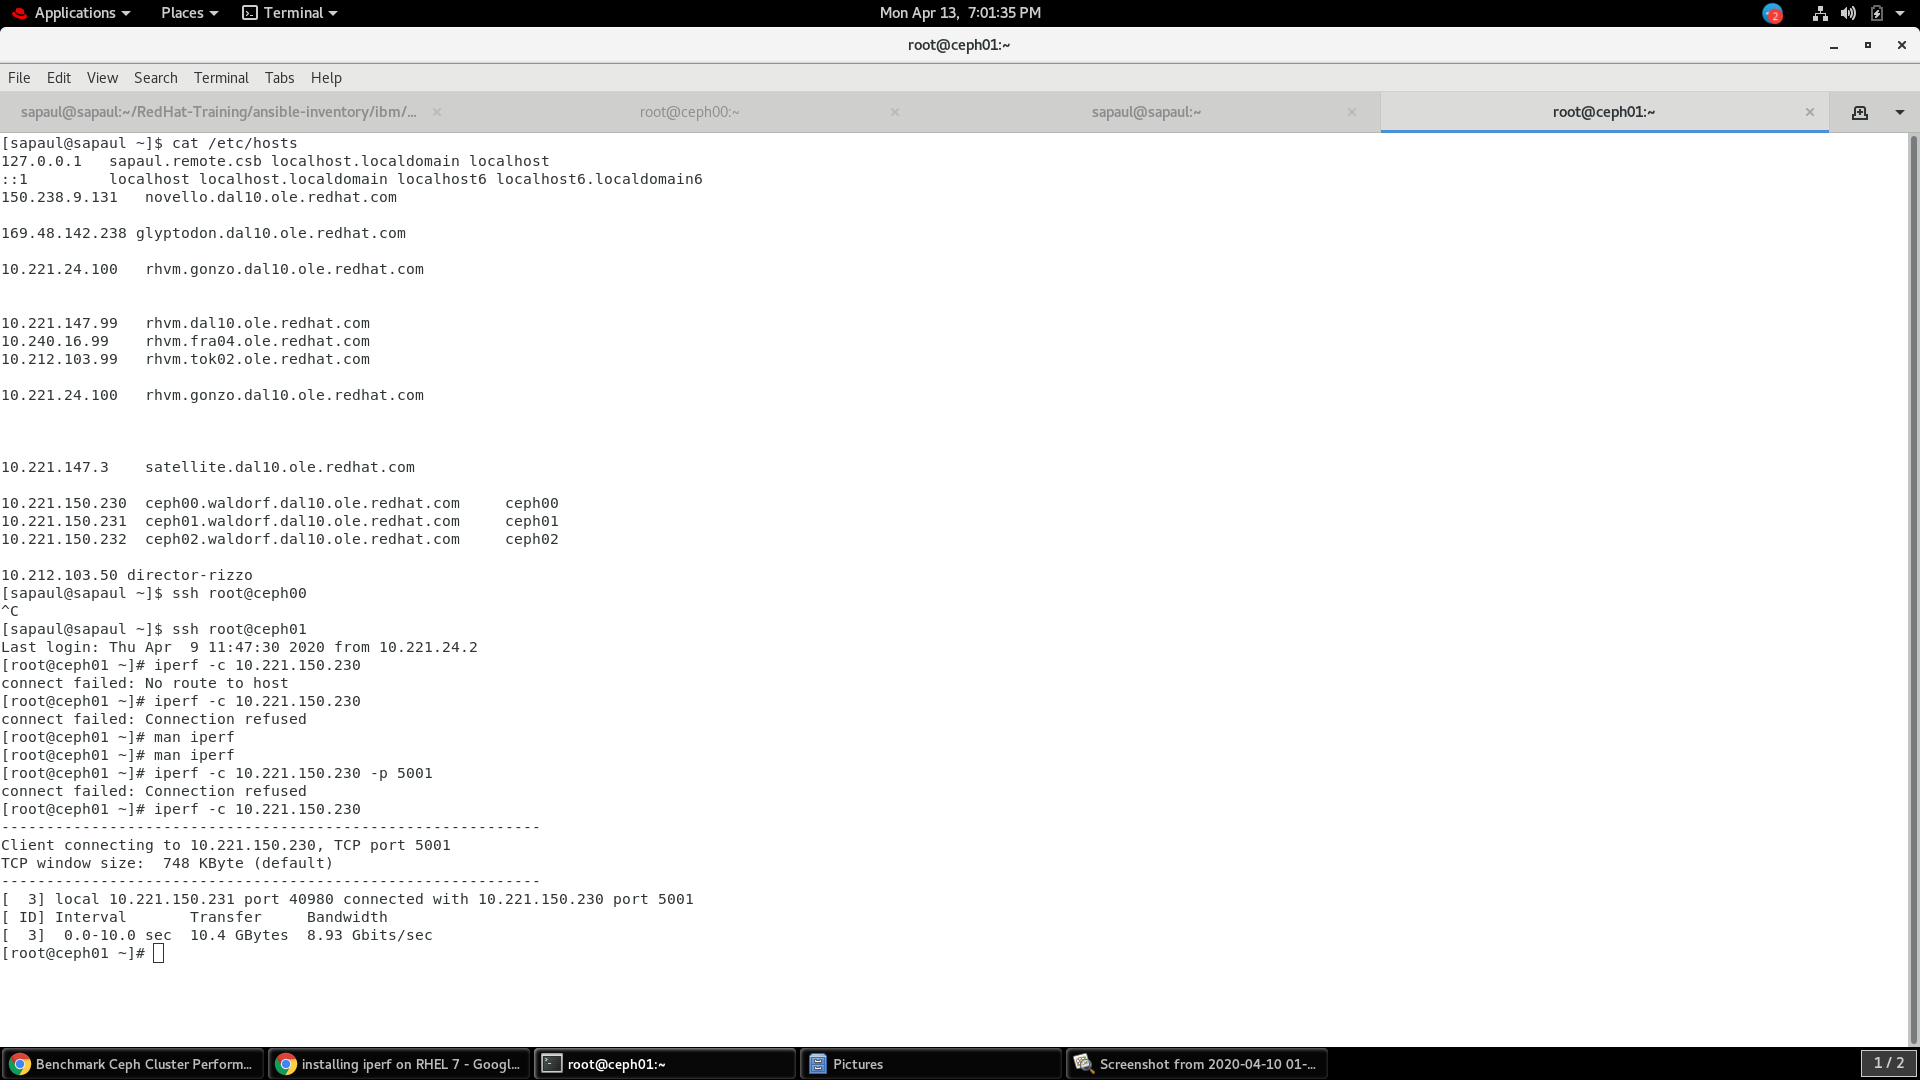 Applications Places Terminal Mon Apr 13, 7:01:35 PM 2
root@ceph01:~
File Edit View Search Terminal Tabs Help
sapaul@sapaul:~/RedHat-Training/ansible-inventory/ibm/... root@ceph00:~ sapaul@sapaul:~ root@ceph01:~
[sapaul@sapaul ~]$ cat /etc/hosts
127.0.0.1   sapaul.remote.csb localhost.localdomain localhost
::1         localhost localhost.localdomain localhost6 localhost6.localdomain6
150.238.9.131   novello.dal10.ole.redhat.com
169.48.142.238 glyptodon.dal10.ole.redhat.com
10.221.24.100   rhvm.gonzo.dal10.ole.redhat.com
10.221.147.99   rhvm.dal10.ole.redhat.com
10.240.16.99    rhvm.fra04.ole.redhat.com
10.212.103.99   rhvm.tok02.ole.redhat.com
10.221.24.100   rhvm.gonzo.dal10.ole.redhat.com
10.221.147.3    satellite.dal10.ole.redhat.com
10.221.150.230  ceph00.waldorf.dal10.ole.redhat.com     ceph00
10.221.150.231  ceph01.waldorf.dal10.ole.redhat.com     ceph01
10.221.150.232  ceph02.waldorf.dal10.ole.redhat.com     ceph02
10.212.103.50 director-rizzo
[sapaul@sapaul ~]$ ssh root@ceph00
^C
[sapaul@sapaul ~]$ ssh root@ceph01
Last login: Thu Apr  9 11:47:30 2020 from 10.221.24.2
[root@ceph01 ~]# iperf -c 10.221.150.230
connect failed: No route to host
[root@ceph01 ~]# iperf -c 10.221.150.230
connect failed: Connection refused
[root@ceph01 ~]# man iperf
[root@ceph01 ~]# man iperf
[root@ceph01 ~]# iperf -c 10.221.150.230 -p 5001
connect failed: Connection refused
[root@ceph01 ~]# iperf -c 10.221.150.230
------------------------------------------------------------
Client connecting to 10.221.150.230, TCP port 5001
TCP window size:  748 KByte (default)
------------------------------------------------------------
[  3] local 10.221.150.231 port 40980 connected with 10.221.150.230 port 5001
[ ID] Interval       Transfer     Bandwidth
[  3]  0.0-10.0 sec  10.4 GBytes  8.93 Gbits/sec
[root@ceph01 ~]#
Benchmark Ceph Cluster Perform... installing iperf on RHEL 7 - Googl... root@ceph01:~ Pictures Screenshot from 2020-04-10 01-... 1 / 2